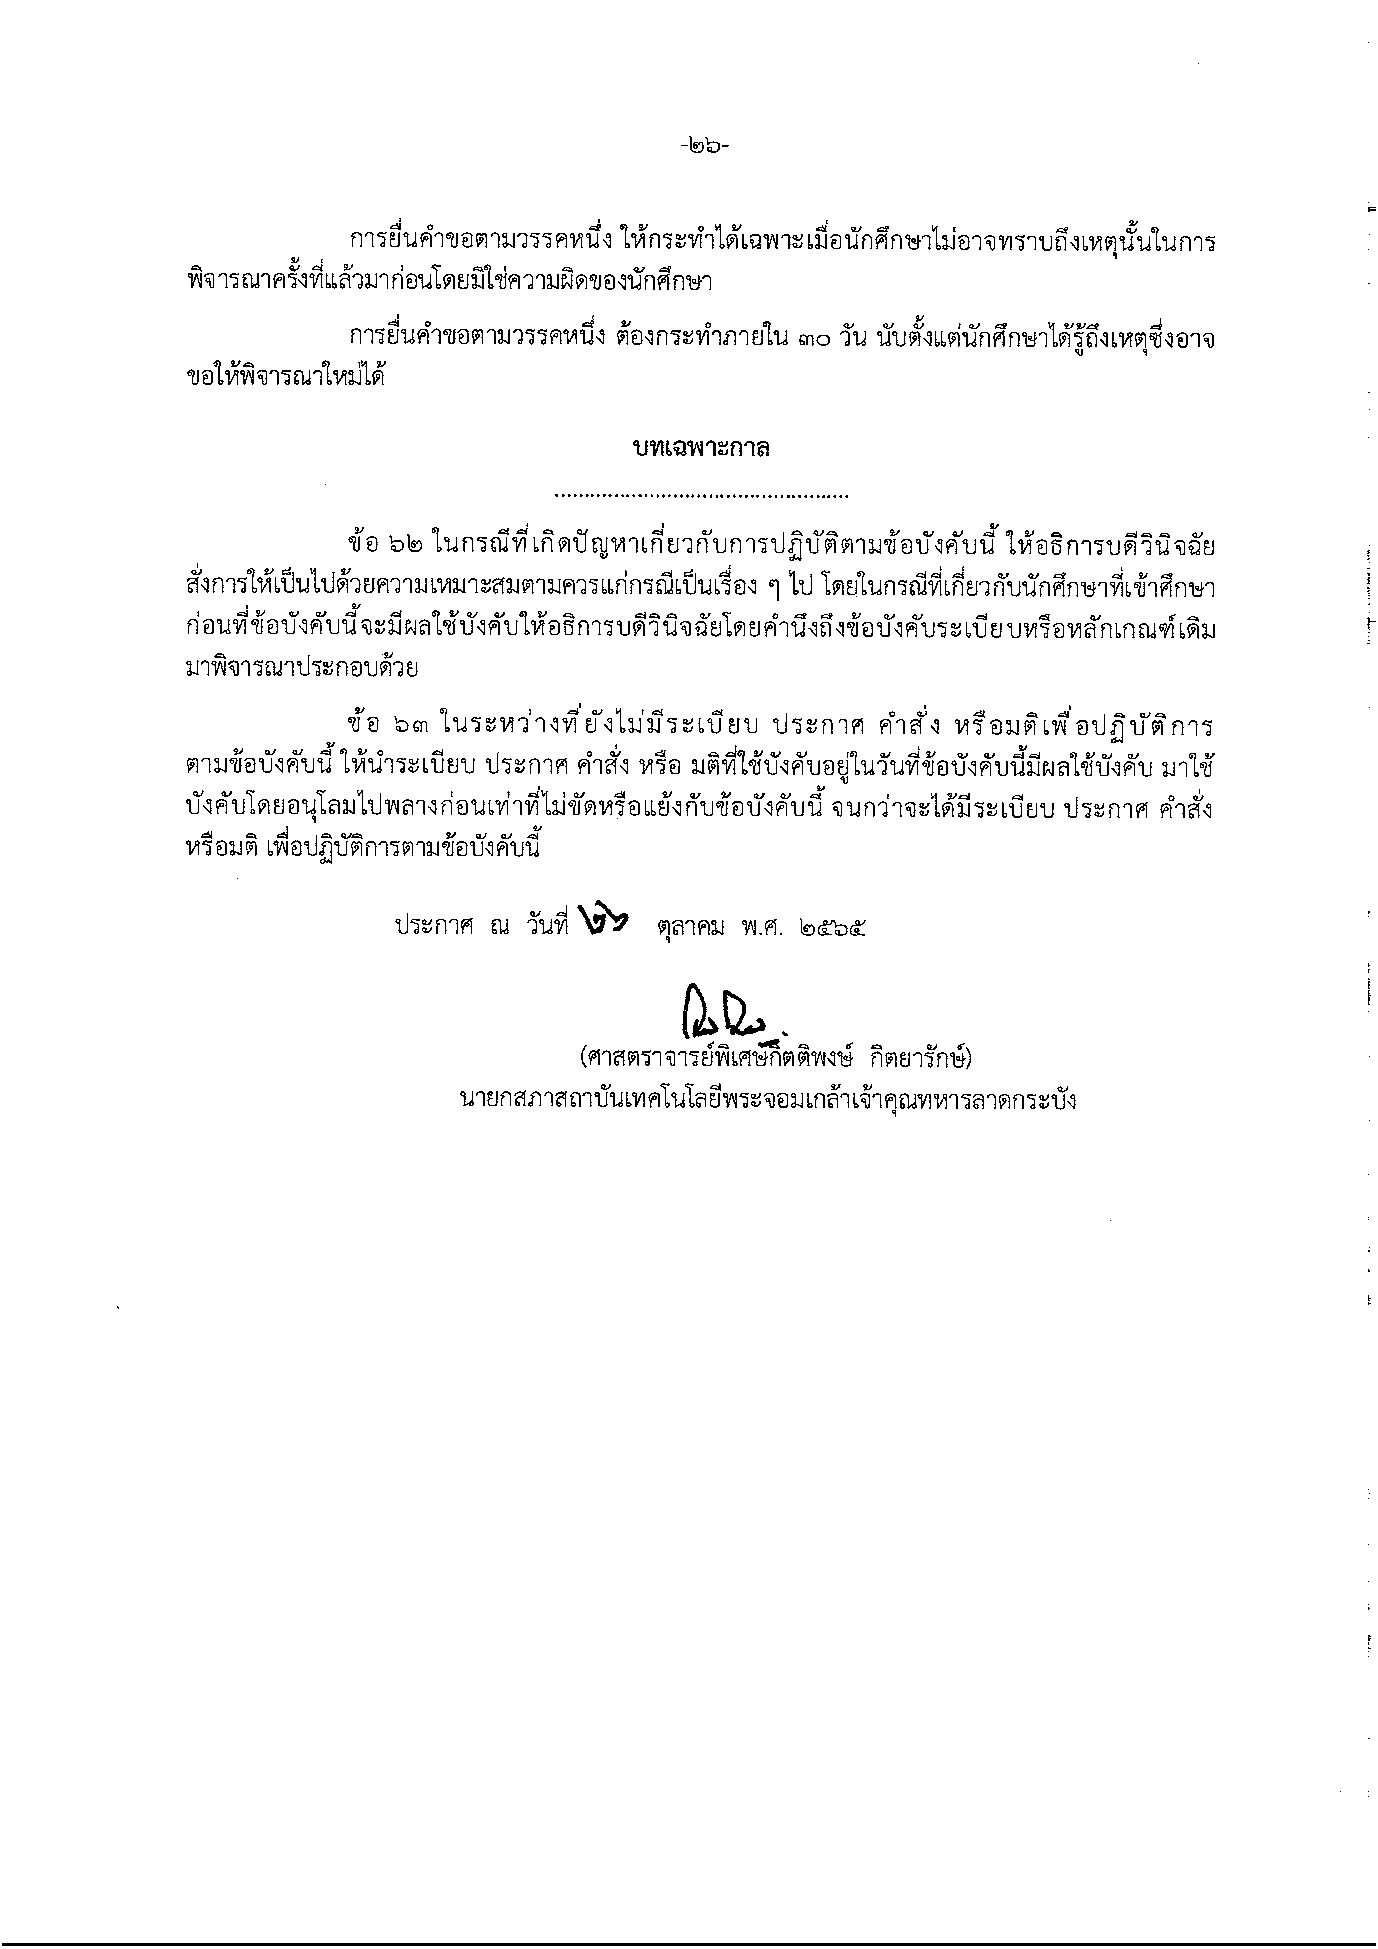 -๒๖-
การยื่นคำขอตามวรรคหนึ่ง ให้กระทำได้เฉพาะเมื่อนักศึกษาไม่อาจทราบถึงเหตุนั้นในการ
พิจารณาครั้งที่แล้วมาก่อนโดยมิใช่ความผิดของนักศึกษา
การยื่นคำขอตามวรรคหนึ่ง ต้องกระทำภายใน ๓๐ วัน นับตั้งแต่นักศึกษาได้รู้ถึงเหตุซึ่งอาจ
ขอให้พิจารณาใหม่ได้
บทเฉพาะกาล
.................................................
ข้อ ๖๒ ในกรณีที่เกิดปัญหาเกี่ยวกับการปฏิบัติตามข้อบังคับนี้ ให้อธิการบดีวินิจฉัย
สั่งการให้เป็นไปด้วยความเหมาะสมตามควรแก่กรณีเป็นเรื่อง ๆ ไป โดยในกรณีที่เกี่ยวกับนักศึกษาที่เข้าศึกษา
ก่อนที่ข้อบังคับนี้จะมีผลใช้บังคับให้อธิการบดีวินิจฉัยโดยคำนึงถึงข้อบังคับระเบียบหรือหลักเกณฑ์เดิม
มาพิจารณาประกอบด้วย
ข้อ ๖๓ ในระหว่างที่ยังไม่มีระเบียบ ประกาศ คำสั่ง หรือมติเพื่อปฏิบัติการ
ตามข้อบังคับนี้ ให้นำระเบียบ ประกาศ คำสั่ง หรือ มติที่ใช้บังคับอยู่ในวันที่ข้อบังคับนี้มีผลใช้บังคับ มาใช้
บังคับโดยอนุโลมไปพลางก่อนเท่าที่ไม่ขัดหรือแย้งกับข้อบังคับนี้ จนกว่าจะได้มีระเบียบ ประกาศ คำสั่ง
หรือมติ เพื่อปฏิบัติการตามข้อบังคับนี้
ประกาศ ณ วันที่ ๒๖ ตุลาคม พ.ศ. ๒๕๖๕
(ศาสตราจารย์พิเศษกิตติพงษ์ กิตยารักษ์)
นายกสภาสถาบันเทคโนโลยีพระจอมเกล้าเจ้าคุณทหารลาดกระบัง